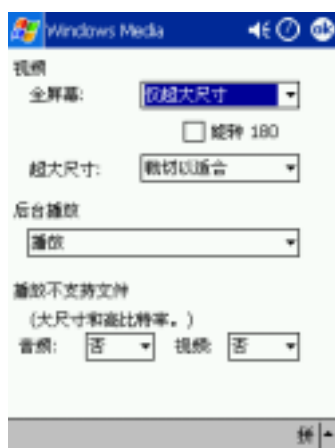 Windows Media ok
视频
全屏幕: 仅超大尺寸
旋转 180
超大尺寸: 裁切以适合
后台播放
播放
播放不支持文件
(大尺寸和高比特率。)
音频: 否 视频: 否
拼